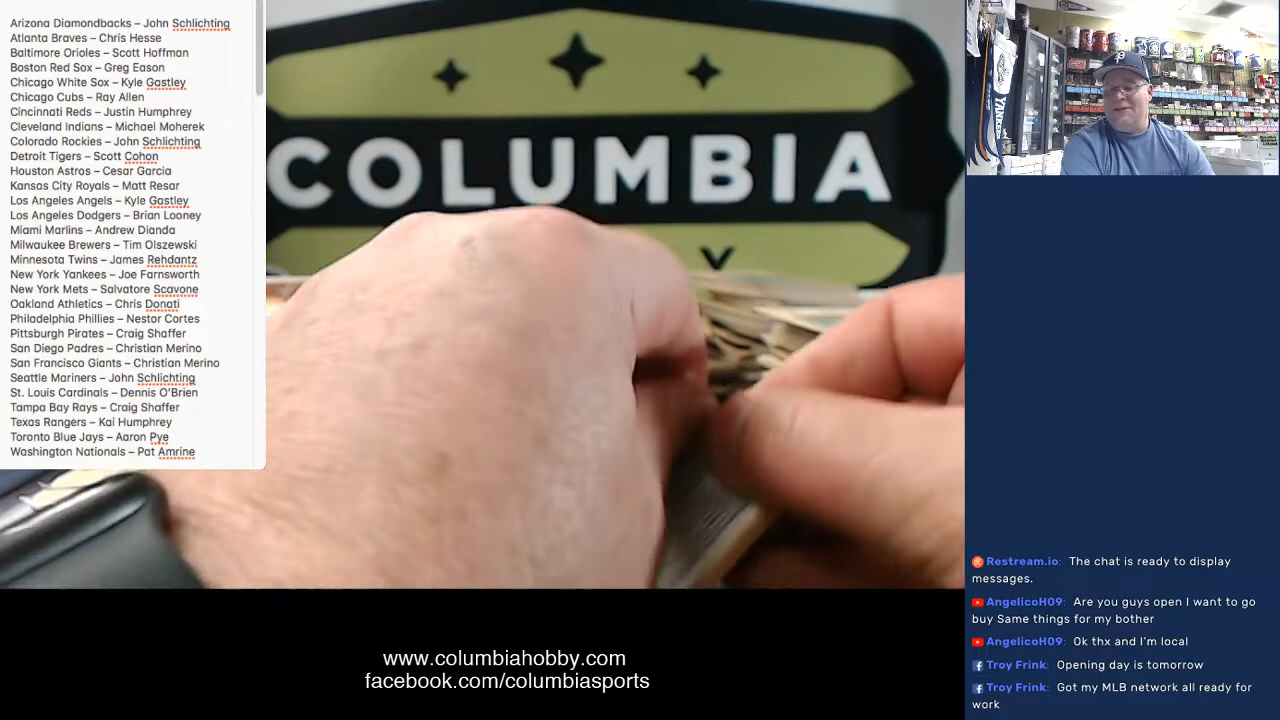 Arizona Diamondbacks – John Schlichting
Atlanta Braves – Chris Hesse
Baltimore Orioles – Scott Hoffman
Boston Red Sox – Greg Eason
Chicago White Sox – Kyle Gastley
Chicago Cubs – Ray Allen
Cincinnati Reds – Justin Humphrey
Cleveland Indians – Michael Moherek
Colorado Rockies – John Schlichting
Detroit Tigers – Scott Cohon
Houston Astros – Cesar Garcia
Kansas City Royals – Matt Resar
Los Angeles Angels – Kyle Gastley
Los Angeles Dodgers – Brian Looney
Miami Marlins – Andrew Dianda
Milwaukee Brewers – Tim Olszewski
Minnesota Twins – James Rehdantz
New York Yankees – Joe Farnsworth
New York Mets – Salvatore Scavone
Oakland Athletics – Chris Donati
Philadelphia Phillies – Nestor Cortes
Pittsburgh Pirates – Craig Shaffer
San Diego Padres – Christian Merino
San Francisco Giants – Christian Merino
Seattle Mariners – John Schlichting
St. Louis Cardinals – Dennis O'Brien
Tampa Bay Rays – Craig Shaffer
Texas Rangers – Kai Humphrey
Toronto Blue Jays – Aaron Pye
Washington Nationals – Pat Amrine
COLUMBIA
P
YANKEES
Restream.io: The chat is ready to display
messages.
AngelicoH09: Are you guys open I want to go
buy Same things for my bother
AngelicoH09: Ok thx and I'm local
Troy Frink: Opening day is tomorrow
Troy Frink: Got my MLB network all ready for
work
www.columbiahobby.com
facebook.com/columbiasports